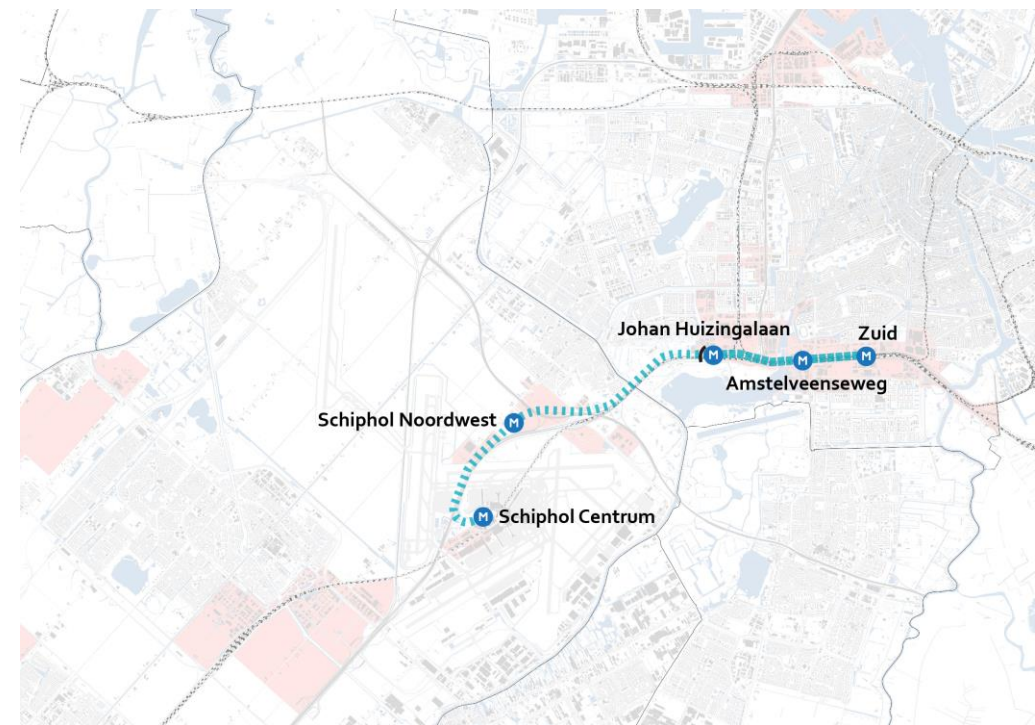 Johan Huizingalaan
Zuid
M
M
M
Amstelveenseweg
Schiphol Noordwest
M
M
Schiphol Centrum